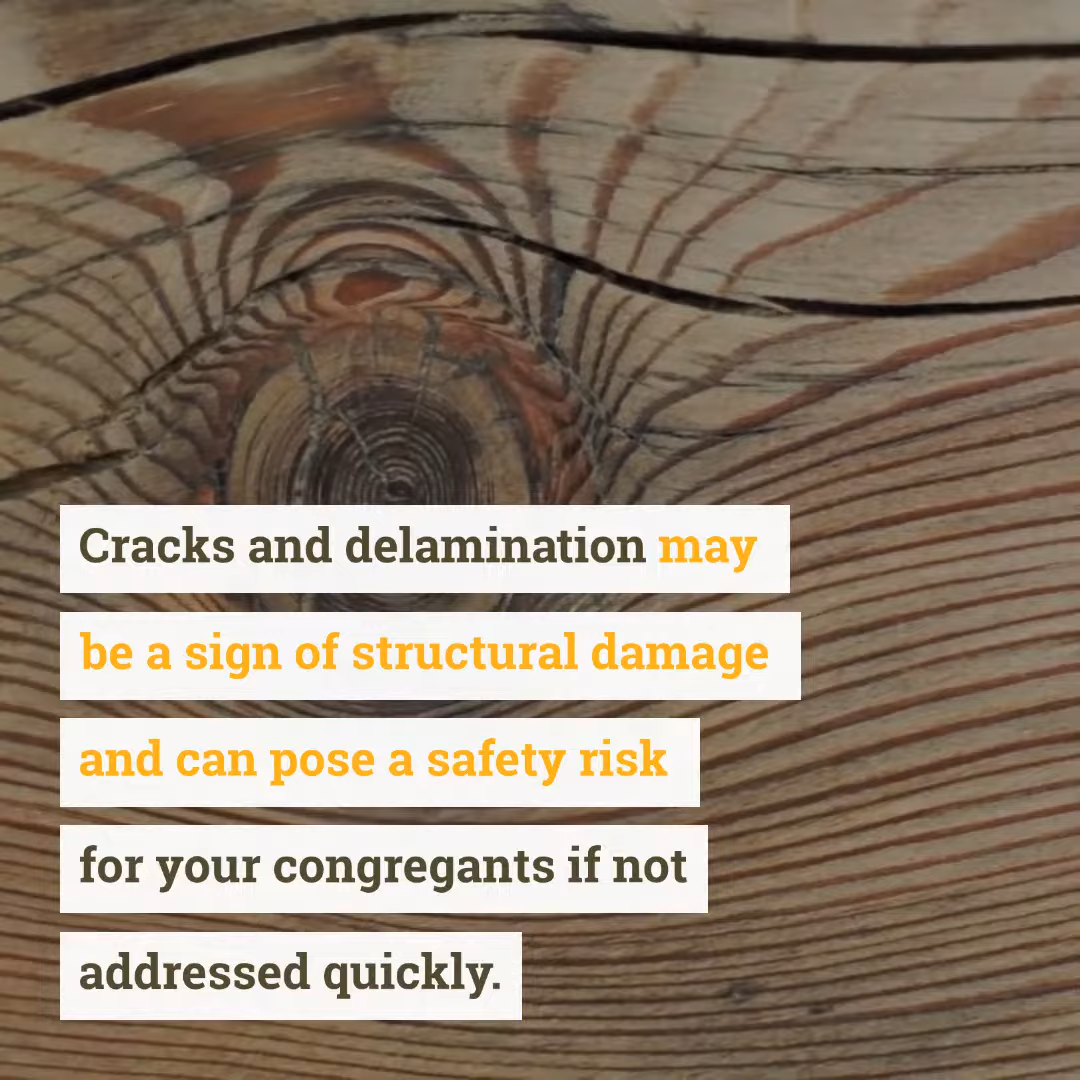 Cracks and delamination may
be a sign of structural damage
and can pose a safety risk
for your congregants if not
addressed quickly.